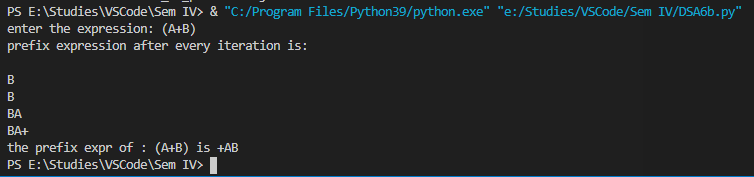 PS E:\Studies\VSCode\Sem IV> & "C:/Program Files/Python39/python.exe" "e:/Studies/VSCode/Sem IV/DSA6b.py"
enter the expression: (A+B)
prefix expression after every iteration is:
B
B
BA
BA+
the prefix expr of : (A+B) is +AB
PS E:\Studies\VSCode\Sem IV>